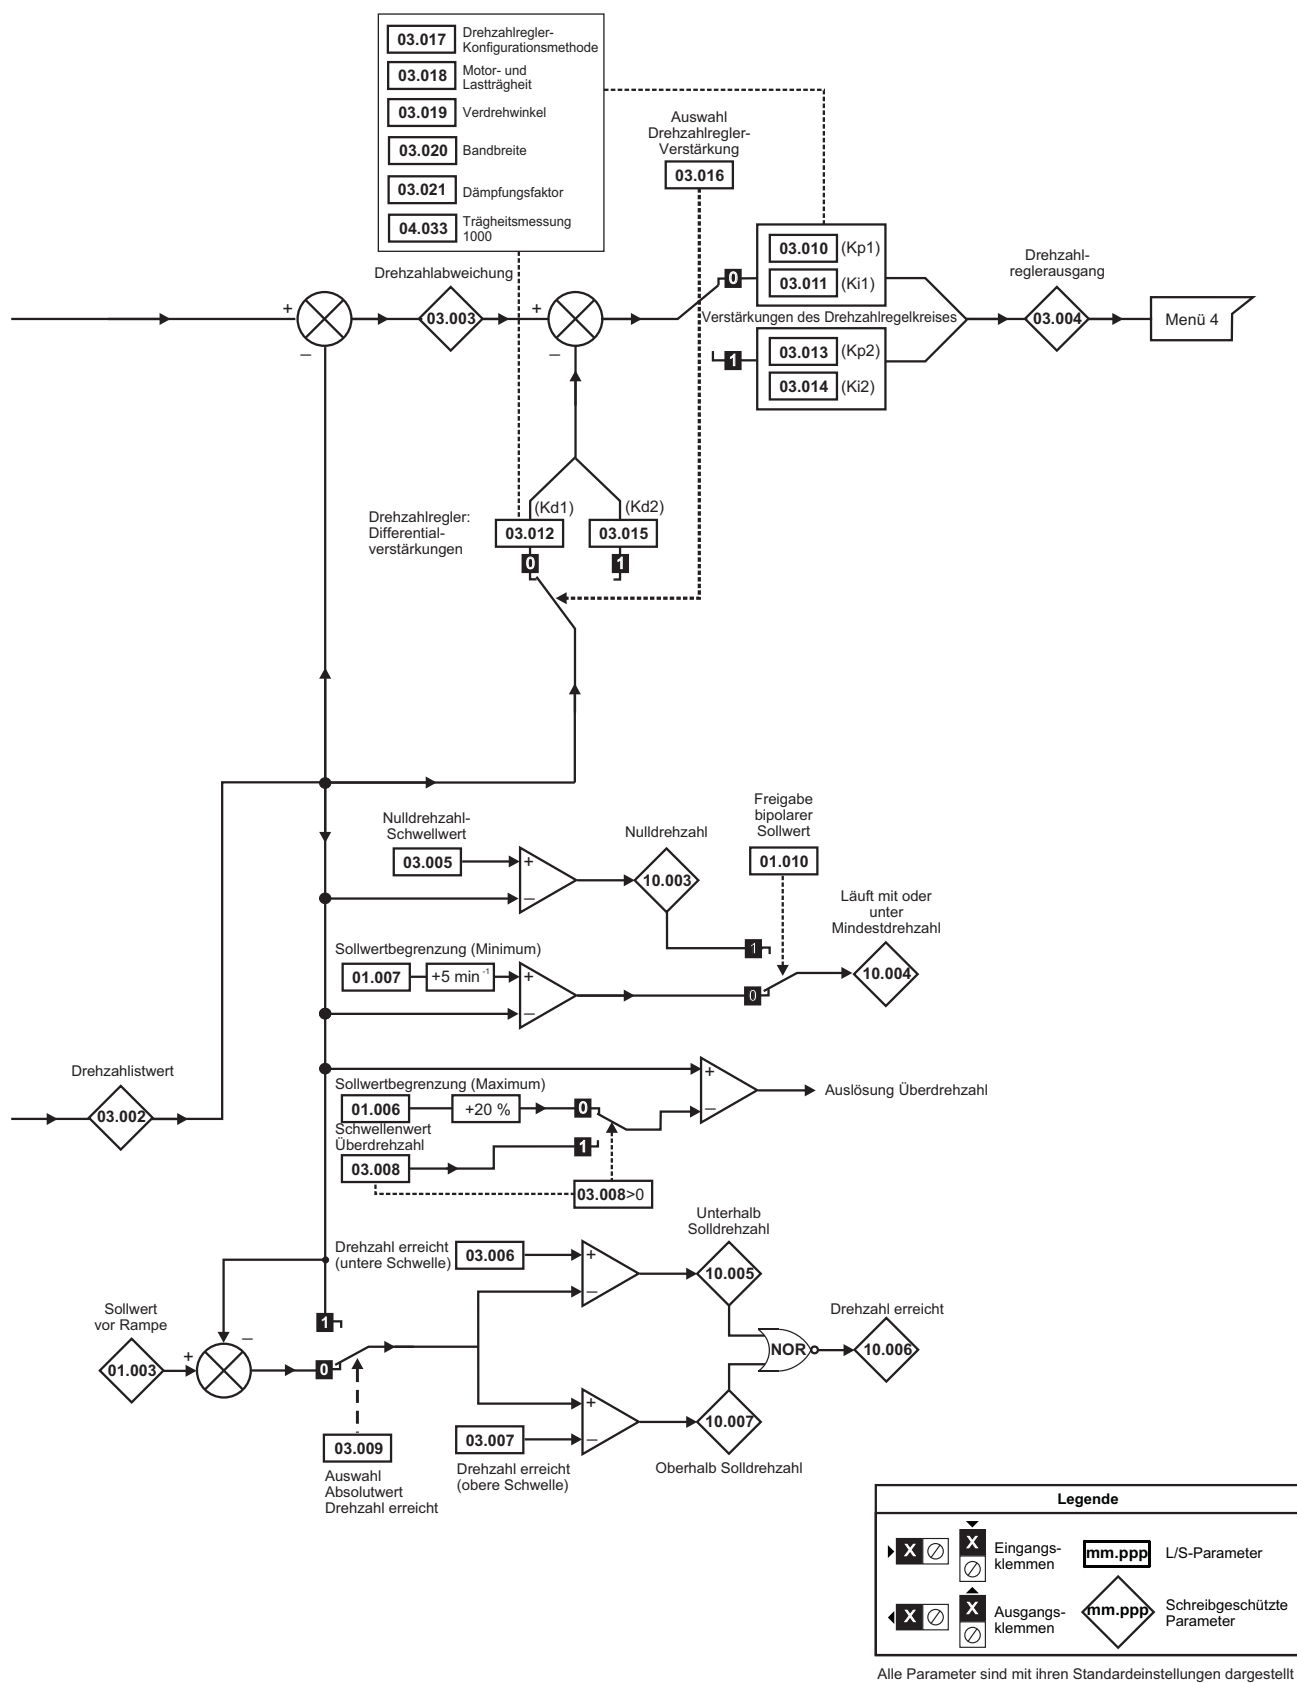 03.017
Drehzahlregler-
Konfigurationsmethode
03.018
Motor- und
Lastträgheit
03.019
Verdrehwinkel
03.020
Bandbreite
03.021
Dämpfungsfaktor
04.033
Trägheitsmessung
1000
Auswahl
Drehzahlregler-
Verstärkung
03.016
Drehzahlabweichung
+
03.003
–
+
–
0
03.010 (Kp1)
03.011 (Ki1)
Verstärkungen des Drehzahlregelkreises
1
03.013 (Kp2)
03.014 (Ki2)
Drehzahl-
reglerausgang
03.004
Menü 4
Drehzahlregler:
Differential-
verstärkungen
(Kd1)
03.012
0
(Kd2)
03.015
1
Nulldrehzahl-
Schwellwert
03.005
+
–
Nulldrehzahl
10.003
Freigabe
bipolarer
Sollwert
01.010
1
Läuft mit oder
unter
Mindestdrehzahl
10.004
Sollwertbegrenzung (Minimum)
01.007
+5 min -1
+
–
0
Drehzahlistwert
03.002
Sollwertbegrenzung (Maximum)
01.006
+20 %
0
+
–
Auslösung Überdrehzahl
Schwellenwert
Überdrehzahl
03.008
1
03.008>0
Drehzahl erreicht
(untere Schwelle)
03.006
+
–
Unterhalb
Solldrehzahl
10.005
Sollwert
vor Rampe
01.003
+
–
1
0
NOR
Drehzahl erreicht
10.006
03.009
Auswahl
Absolutwert
Drehzahl erreicht
03.007
Drehzahl erreicht
(obere Schwelle)
+
–
10.007
Oberhalb Solldrehzahl
Legende
X
X
Eingangs-
klemmen
mm.ppp
L/S-Parameter
X
X
Ausgangs-
klemmen
mm.ppp
Schreibgeschützte
Parameter
Alle Parameter sind mit ihren Standardeinstellungen dargestellt